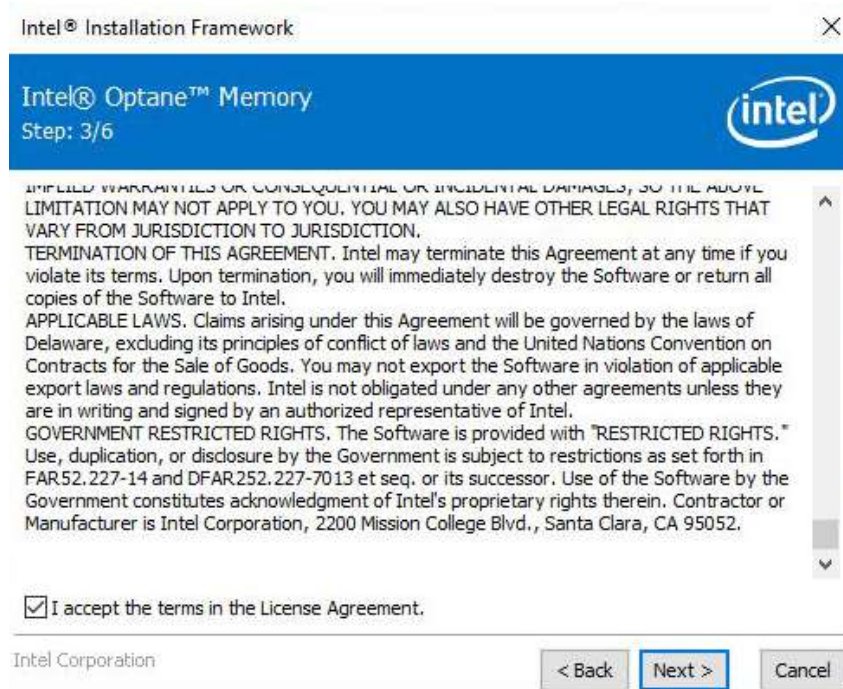 Intel® Installation Framework
Intel® Optane™ Memory
Step: 3/6
intel
IMPLIED WARRANTIES OR CONSEQUENTIAL OR INCIDENTAL DAMAGES, SO THE ABOVE
LIMITATION MAY NOT APPLY TO YOU. YOU MAY ALSO HAVE OTHER LEGAL RIGHTS THAT
VARY FROM JURISDICTION TO JURISDICTION.
TERMINATION OF THIS AGREEMENT. Intel may terminate this Agreement at any time if you
violate its terms. Upon termination, you will immediately destroy the Software or return all
copies of the Software to Intel.
APPLICABLE LAWS. Claims arising under this Agreement will be governed by the laws of
Delaware, excluding its principles of conflict of laws and the United Nations Convention on
Contracts for the Sale of Goods. You may not export the Software in violation of applicable
export laws and regulations. Intel is not obligated under any other agreements unless they
are in writing and signed by an authorized representative of Intel.
GOVERNMENT RESTRICTED RIGHTS. The Software is provided with "RESTRICTED RIGHTS."
Use, duplication, or disclosure by the Government is subject to restrictions as set forth in
FAR52.227-14 and DFAR252.227-7013 et seq. or its successor. Use of the Software by the
Government constitutes acknowledgment of Intel's proprietary rights therein. Contractor or
Manufacturer is Intel Corporation, 2200 Mission College Blvd., Santa Clara, CA 95052.
I accept the terms in the License Agreement.
Intel Corporation
< Back
Next >
Cancel